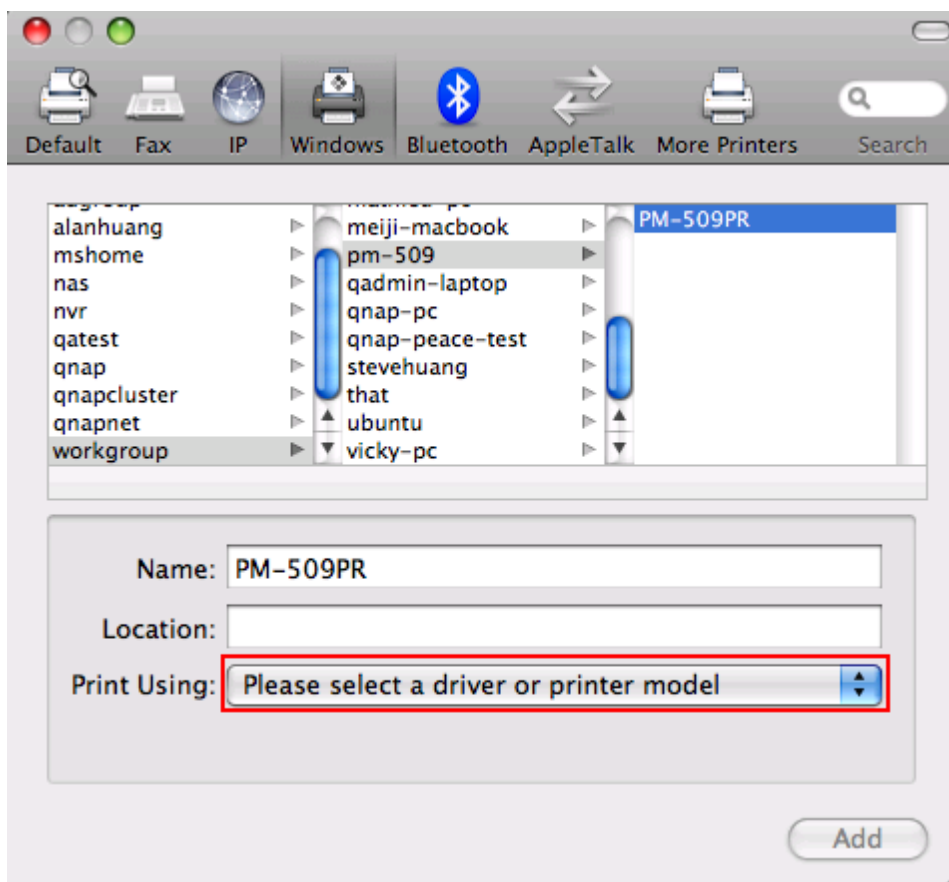 Default Fax IP Windows Bluetooth AppleTalk More Printers Search
alanhuang
mshome
nas
nvr
qatest
qnap
qnapcluster
qnapnet
workgroup
meiji-macbook
pm-509
qadmin-laptop
qnap-pc
qnap-peace-test
stevehuang
that
ubuntu
vicky-pc
PM-509PR
Name: PM-509PR
Location:
Print Using: Please select a driver or printer model
Add